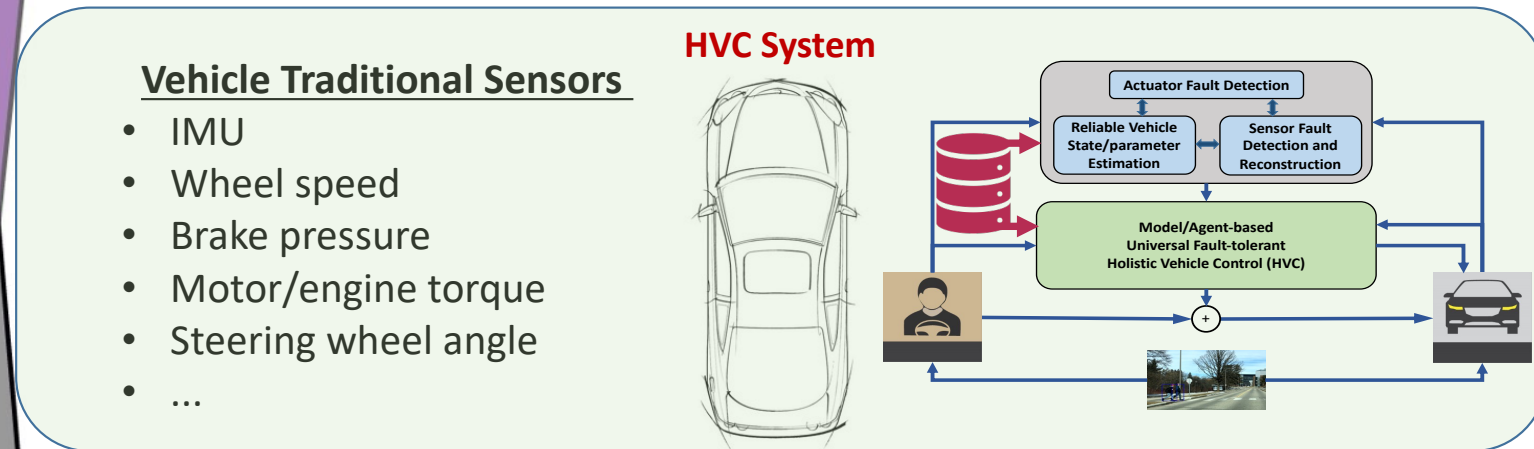 HVC System
Vehicle Traditional Sensors
• IMU
• Wheel speed
• Brake pressure
• Motor/engine torque
• Steering wheel angle
• ...
Actuator Fault Detection
Reliable Vehicle
State/parameter
Estimation
Sensor Fault
Detection and
Reconstruction
Model/Agent-based
Universal Fault-tolerant
Holistic Vehicle Control (HVC)
+